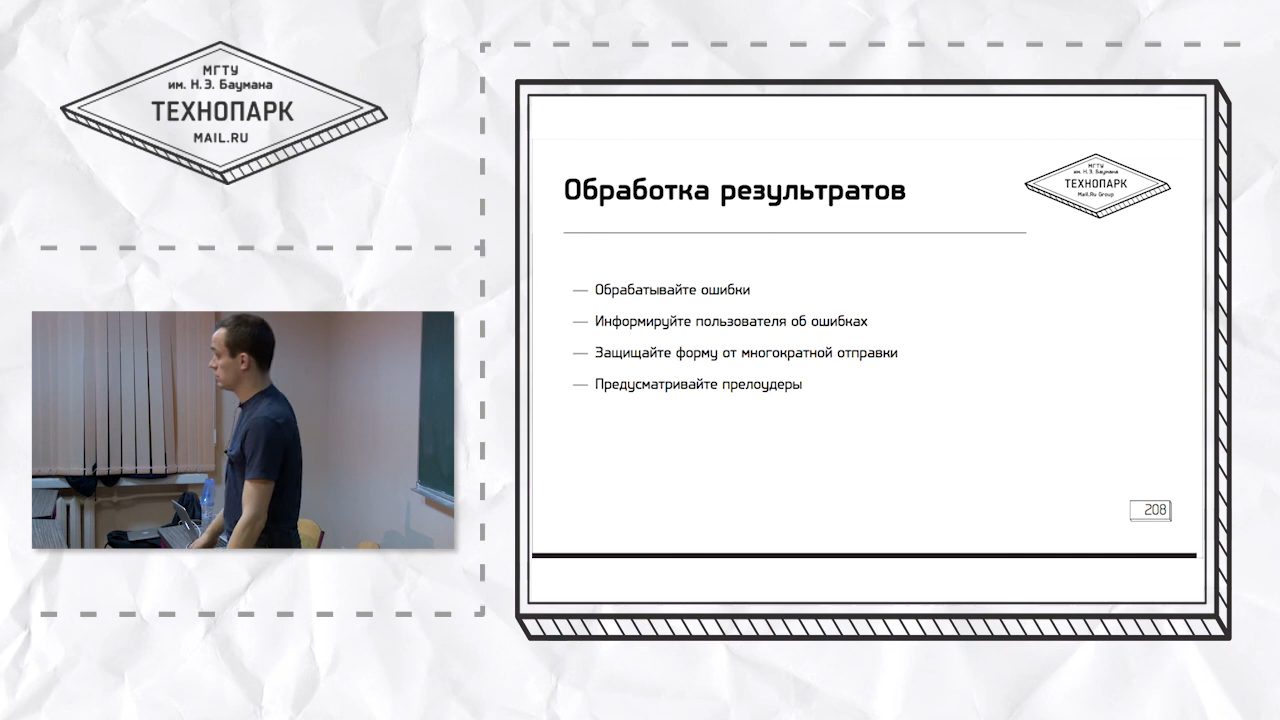 МГТУ
им. Н.Э. Баумана
ТЕХНОПАРК
MAIL.RU
Обработка результратов
МГТУ
им. Н.Э. Баумана
ТЕХНОПАРК
Mail.Ru Group
— Обрабатывайте ошибки
— Информируйте пользователя об ошибках
— Защищайте форму от многократной отправки
— Предусматривайте прелоудеры
208